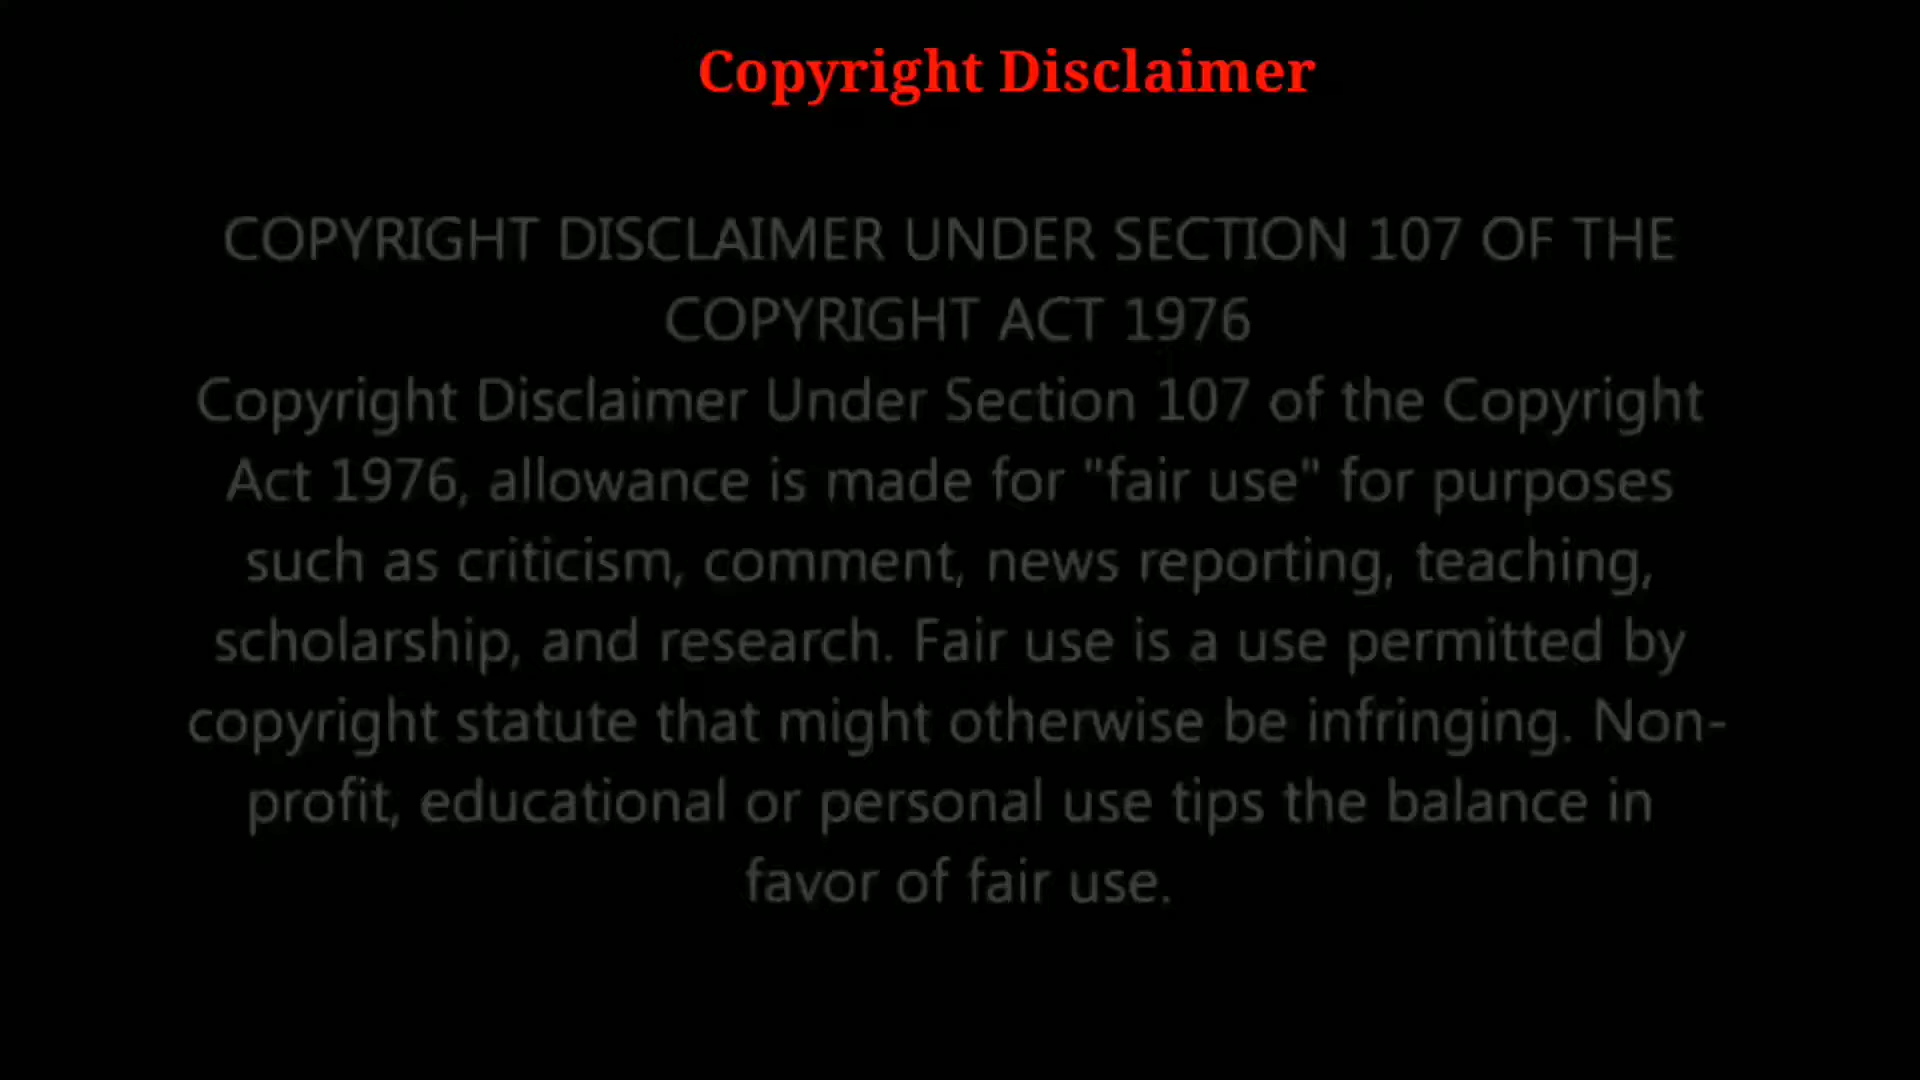 Copyright Disclaimer
COPYRIGHT DISCLAIMER UNDER SECTION 107 OF THE
COPYRIGHT ACT 1976
Copyright Disclaimer Under Section 107 of the Copyright
Act 1976, allowance is made for "fair use" for purposes
such as criticism, comment, news reporting, teaching,
scholarship, and research. Fair use is a use permitted by
copyright statute that might otherwise be infringing. Non-
profit, educational or personal use tips the balance in
favor of fair use.